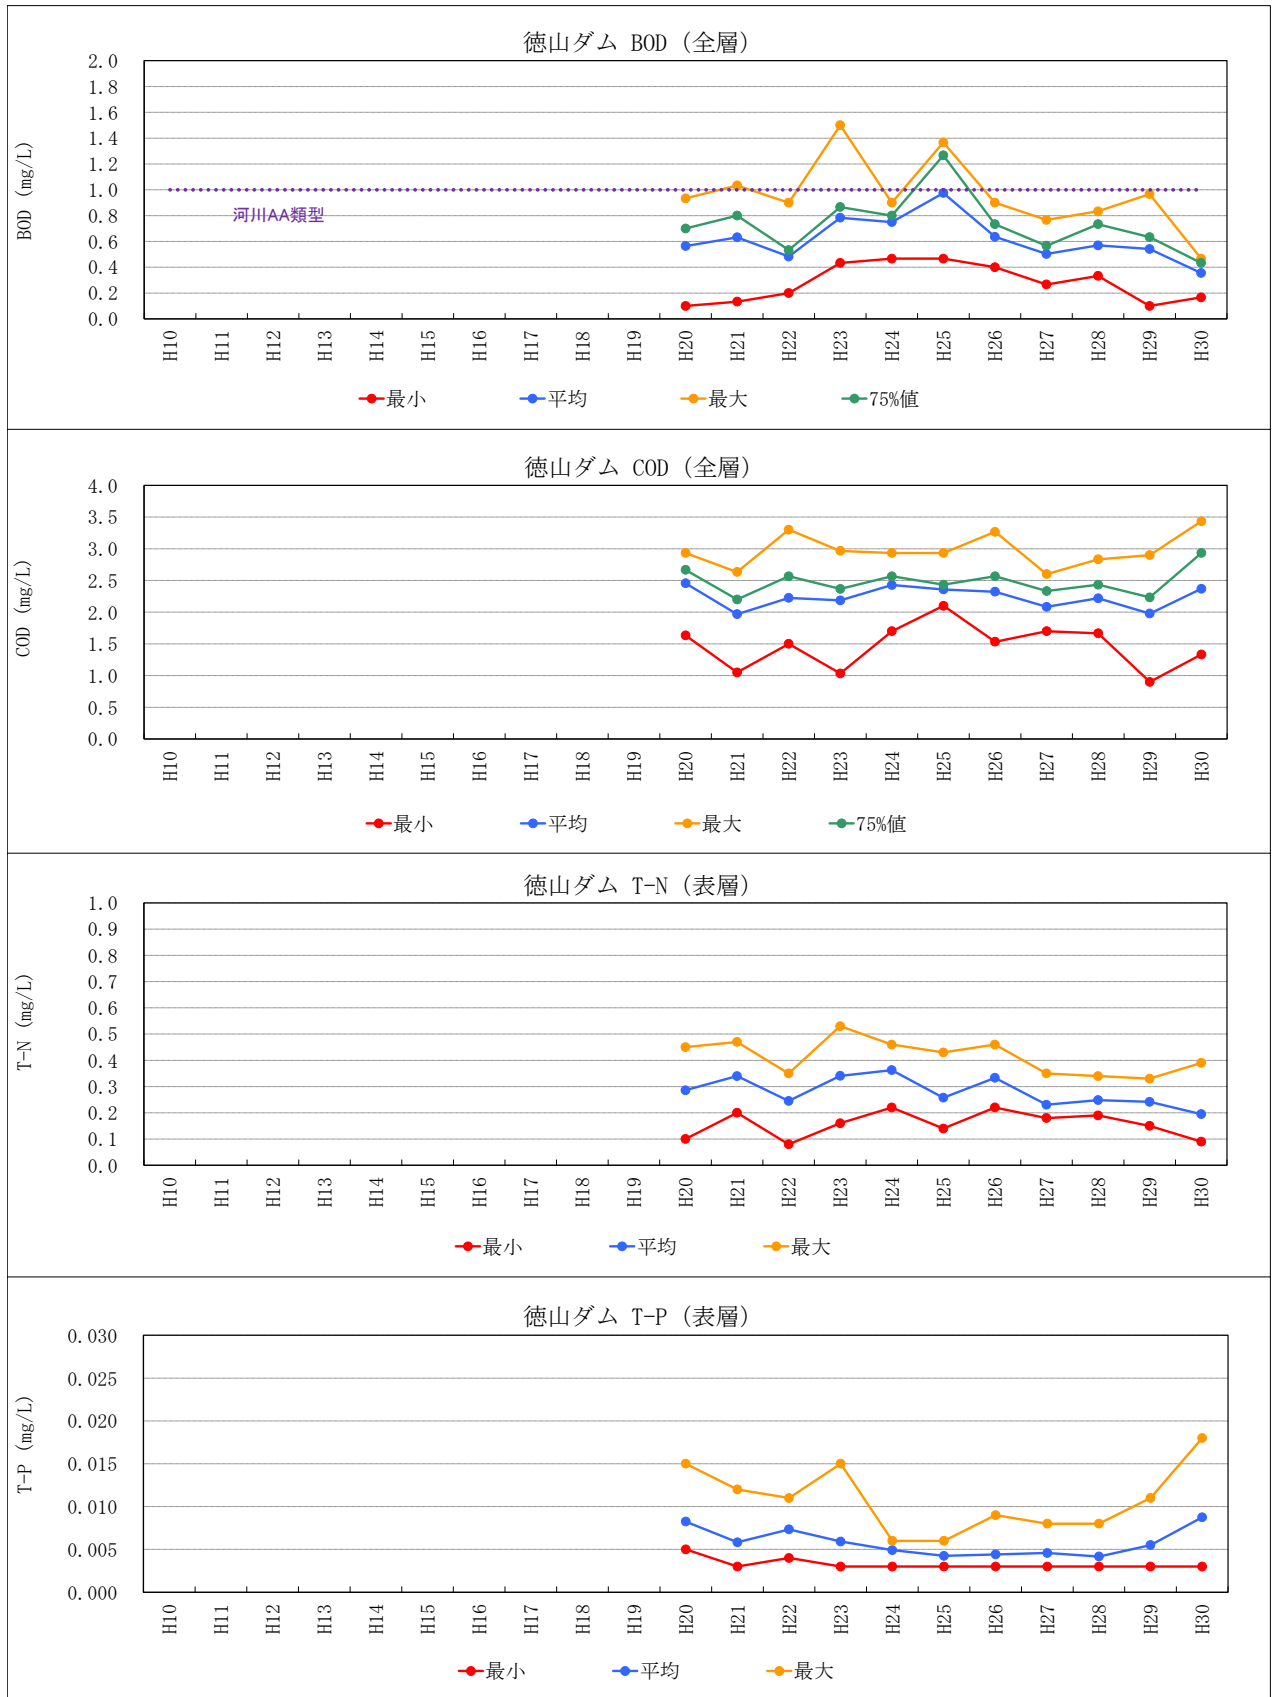 徳山ダム BOD (全層)
BOD (mg/L)
2.0
1.8
1.6
1.4
1.2
1.0
0.8
0.6
0.4
0.2
0.0
河川AA類型
H10 H11 H12 H13 H14 H15 H16 H17 H18 H19 H20 H21 H22 H23 H24 H25 H26 H27 H28 H29 H30
最小 平均 最大 75%値
徳山ダム COD (全層)
COD (mg/L)
4.0
3.5
3.0
2.5
2.0
1.5
1.0
0.5
0.0
H10 H11 H12 H13 H14 H15 H16 H17 H18 H19 H20 H21 H22 H23 H24 H25 H26 H27 H28 H29 H30
最小 平均 最大 75%値
徳山ダム T-N (表層)
T-N (mg/L)
1.0
0.9
0.8
0.7
0.6
0.5
0.4
0.3
0.2
0.1
0.0
H10 H11 H12 H13 H14 H15 H16 H17 H18 H19 H20 H21 H22 H23 H24 H25 H26 H27 H28 H29 H30
最小 平均 最大
徳山ダム T-P (表層)
T-P (mg/L)
0.030
0.025
0.020
0.015
0.010
0.005
0.000
H10 H11 H12 H13 H14 H15 H16 H17 H18 H19 H20 H21 H22 H23 H24 H25 H26 H27 H28 H29 H30
最小 平均 最大